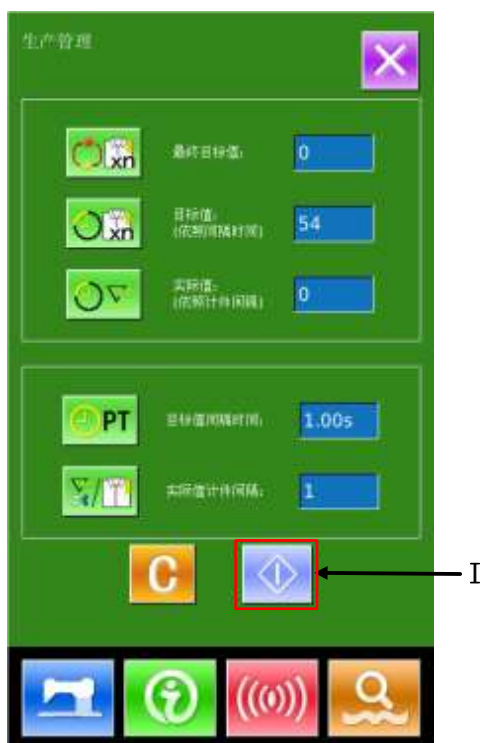 生产管理
xn
最终目标值:
0
xn
目标值:
(依照间隔时间)
54
实际值:
(依照计件间隔)
0
PT
目标值间隔时间:
1.00s
实际值计件间隔:
1
C
I